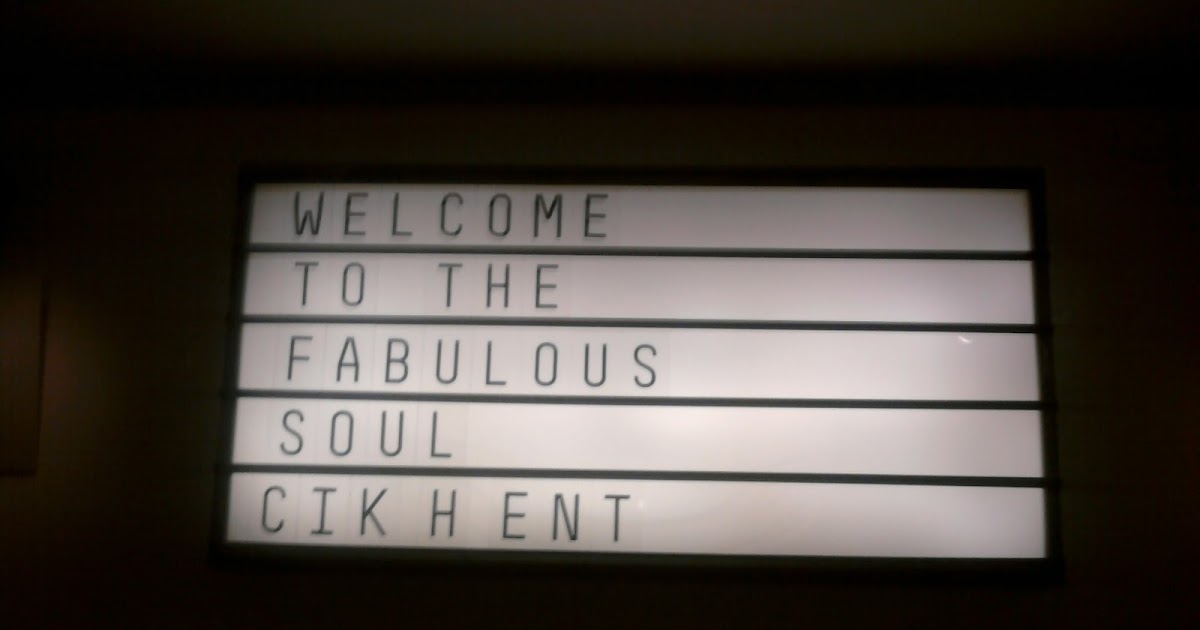 WELCOME
TO THE
FABULOUS
SOUL
CIK H ENT